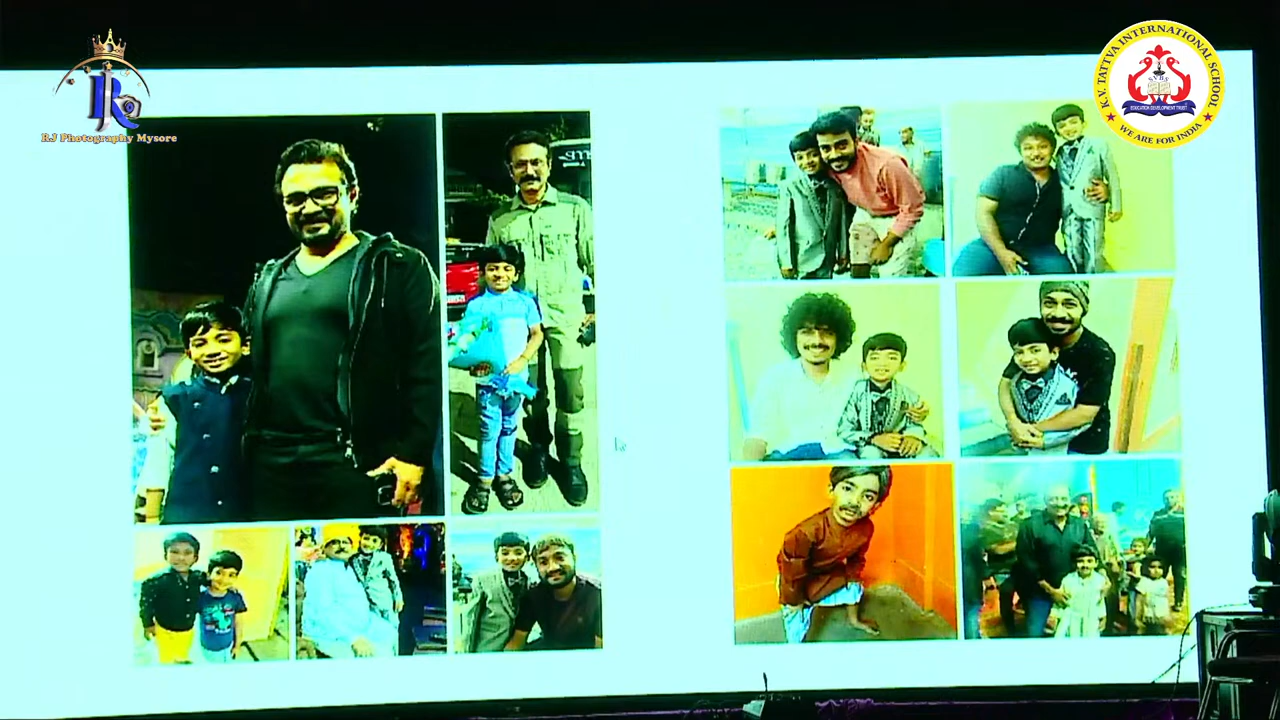 RJ Photography Mysore
K.V. TATTVA INTERNATIONAL SCHOOL
EDUCATION DEVELOPMENT TRUST
★ WE ARE FOR INDIA ★